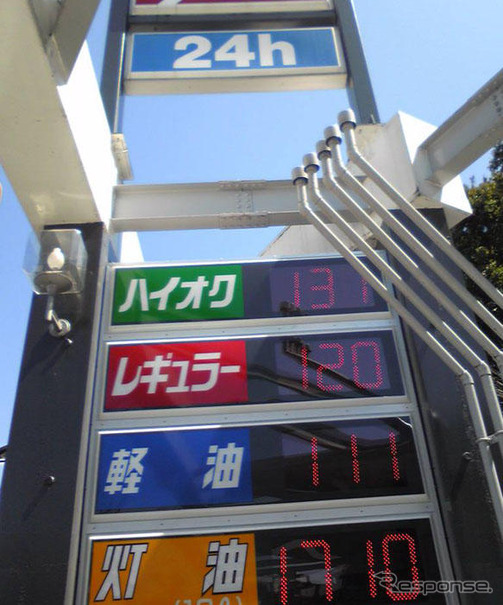 24h
ハイオク 131
レギュラー 120
軽油 111
灯油 1710
(18ℓ)
Response.